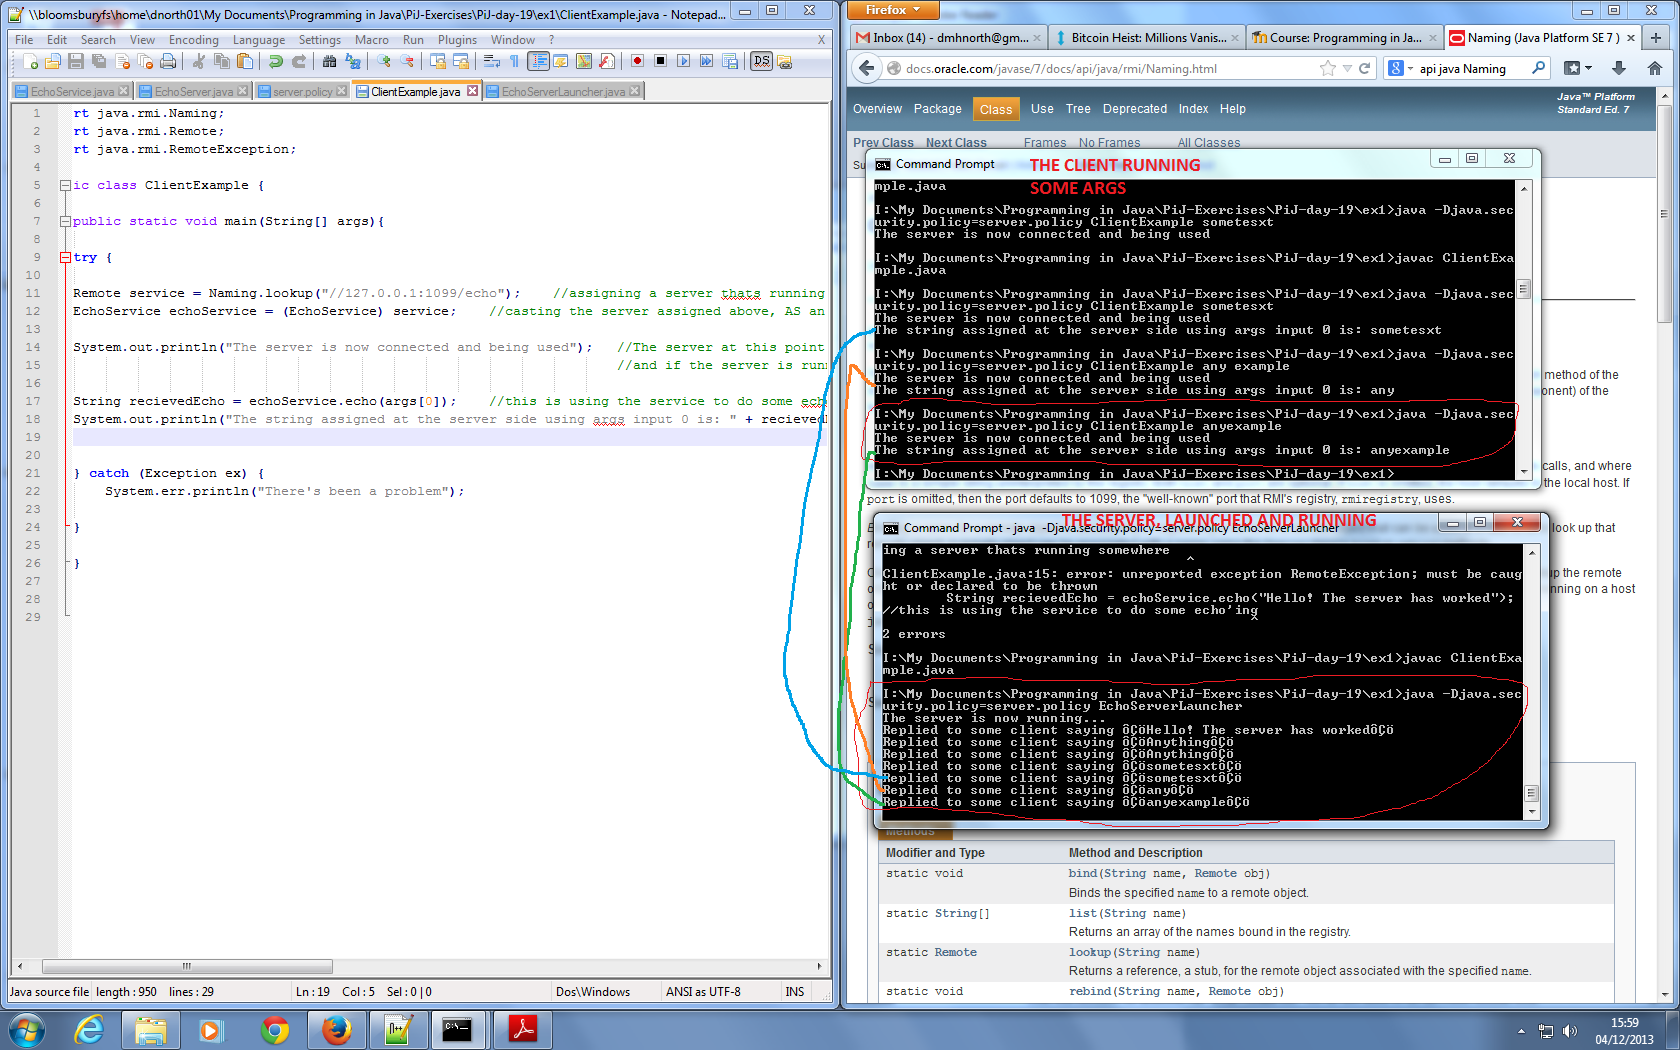 \\bloomsburyfs\home\dnorth01\My Documents\Programming in Java\PiJ-Exercises\PiJ-day-19\ex1\ClientExample.java - Notepad...
File Edit Search View Encoding Language Settings Macro Run Plugins Window ? X
EchoService.java EchoServer.java server.policy ClientExample.java EchoServerLauncher.java
1 rt java.rmi.Naming;
2 rt java.rmi.Remote;
3 rt java.rmi.RemoteException;
4
5 ic class ClientExample {
6
7 public static void main(String[] args){
8
9 try {
10
11 Remote service = Naming.lookup("//127.0.0.1:1099/echo"); //assigning a server thats running
12 EchoService echoService = (EchoService) service; //casting the server assigned above, AS an
13
14 System.out.println("The server is now connected and being used"); //The server at this point
15 //and if the server is runn
16
17 String recievedEcho = echoService.echo(args[0]); //this is using the service to do some ech
18 System.out.println("The string assigned at the server side using args input 0 is: " + recieved
19
20
21 } catch (Exception ex) {
22 System.err.println("There's been a problem");
23
24 }
25
26 }
27
28
29
Java source file length : 950 lines : 29 Ln : 19 Col : 5 Sel : 0 | 0 Dos\Windows ANSI as UTF-8 INS
Firefox
Inbox (14) - dmhnorth@gm... Bitcoin Heist: Millions Vanis... Course: Programming in Ja... Naming (Java Platform SE 7 )
docs.oracle.com/javase/7/docs/api/java/rmi/Naming.html api java Naming
Overview Package Class Use Tree Deprecated Index Help
Java™ Platform
Standard Ed. 7
Prev Class Next Class Frames No Frames All Classes
Su
Command Prompt
THE CLIENT RUNNING
SOME ARGS
mple.java
I:\My Documents\Programming in Java\PiJ-Exercises\PiJ-day-19\ex1>java -Djava.sec
urity.policy=server.policy ClientExample sometesxt
The server is now connected and being used
I:\My Documents\Programming in Java\PiJ-Exercises\PiJ-day-19\ex1>javac ClientExa
mple.java
I:\My Documents\Programming in Java\PiJ-Exercises\PiJ-day-19\ex1>java -Djava.sec
urity.policy=server.policy ClientExample sometesxt
The server is now connected and being used
The string assigned at the server side using args input 0 is: sometesxt
I:\My Documents\Programming in Java\PiJ-Exercises\PiJ-day-19\ex1>java -Djava.sec
urity.policy=server.policy ClientExample any example
The server is now connected and being used
The string assigned at the server side using args input 0 is: any
I:\My Documents\Programming in Java\PiJ-Exercises\PiJ-day-19\ex1>java -Djava.sec
urity.policy=server.policy ClientExample anyexample
The server is now connected and being used
The string assigned at the server side using args input 0 is: anyexample
I:\My Documents\Programming in Java\PiJ-Exercises\PiJ-day-19\ex1>
method of the
onent) of the
calls, and where
the local host. If
port is omitted, then the port defaults to 1099, the "well-known" port that RMI's registry, rmiregistry, uses.
look up that
up the remote
nning on a host
Command Prompt - java -Djava.security.policy=server.policy EchoServerLauncher
THE SERVER, LAUNCHED AND RUNNING
ing a server thats running somewhere
^
ClientExample.java:15: error: unreported exception RemoteException; must be caug
ht or declared to be thrown
String recievedEcho = echoService.echo("Hello! The server has worked");
//this is using the service to do some echo'ing
^
2 errors
I:\My Documents\Programming in Java\PiJ-Exercises\PiJ-day-19\ex1>javac ClientExa
mple.java
I:\My Documents\Programming in Java\PiJ-Exercises\PiJ-day-19\ex1>java -Djava.sec
urity.policy=server.policy EchoServerLauncher
The server is now running...
Replied to some client saying ôÇöHello! The server has workedôÇö
Replied to some client saying ôÇöAnythingôÇö
Replied to some client saying ôÇöAnythingôÇö
Replied to some client saying ôÇösometesxtôÇö
Replied to some client saying ôÇösometesxtôÇö
Replied to some client saying ôÇöanyôÇö
Replied to some client saying ôÇöanyexampleôÇö
Methods
Modifier and Type Method and Description
static void bind(String name, Remote obj)
Binds the specified name to a remote object.
static String[] list(String name)
Returns an array of the names bound in the registry.
static Remote lookup(String name)
Returns a reference, a stub, for the remote object associated with the specified name.
static void rebind(String name, Remote obj)
15:59
04/12/2013